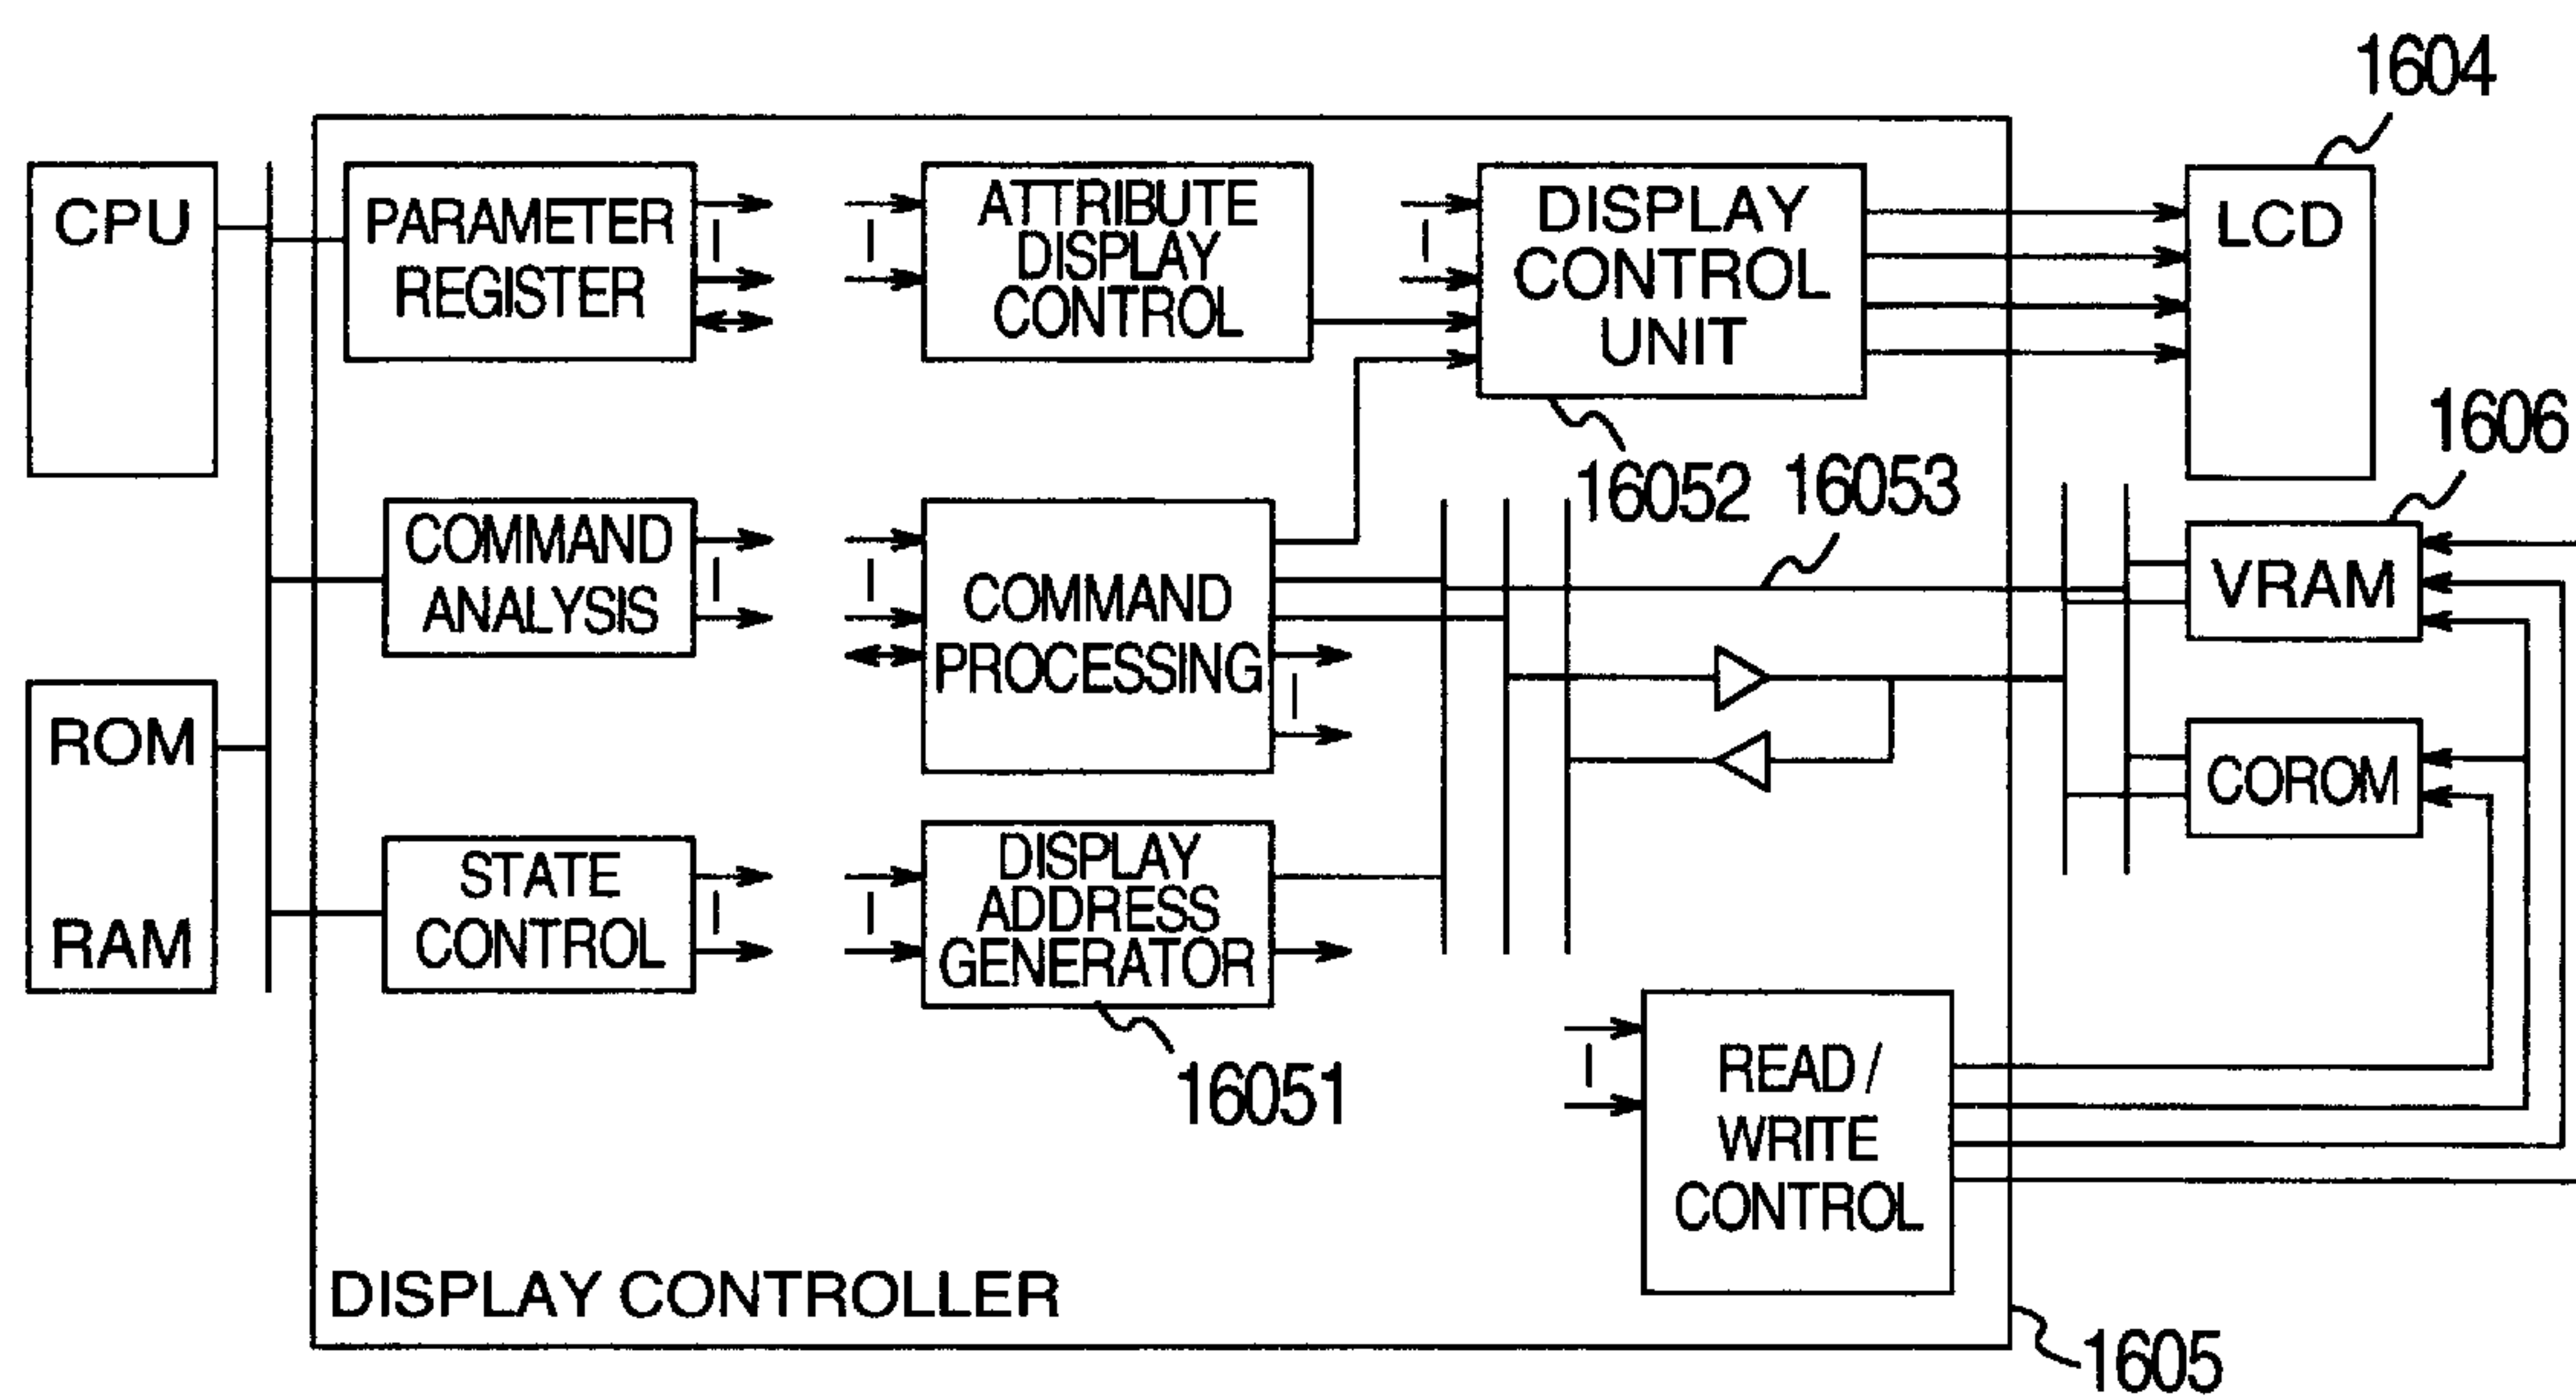 1604
CPU
PARAMETER
REGISTER
ATTRIBUTE
DISPLAY
CONTROL
DISPLAY
CONTROL
UNIT
LCD
16052
16053
1606
COMMAND
ANALYSIS
COMMAND
PROCESSING
VRAM
ROM
RAM
COROM
STATE
CONTROL
DISPLAY
ADDRESS
GENERATOR
16051
READ /
WRITE
CONTROL
DISPLAY CONTROLLER
1605